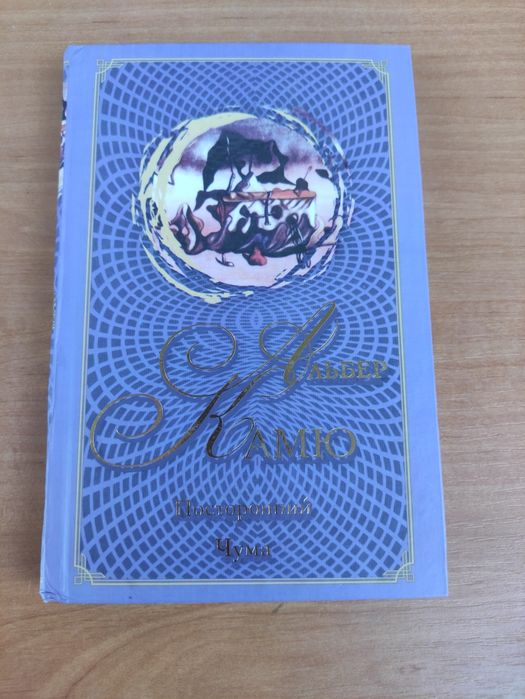 Альбер
Камю
Посторонний
Чума